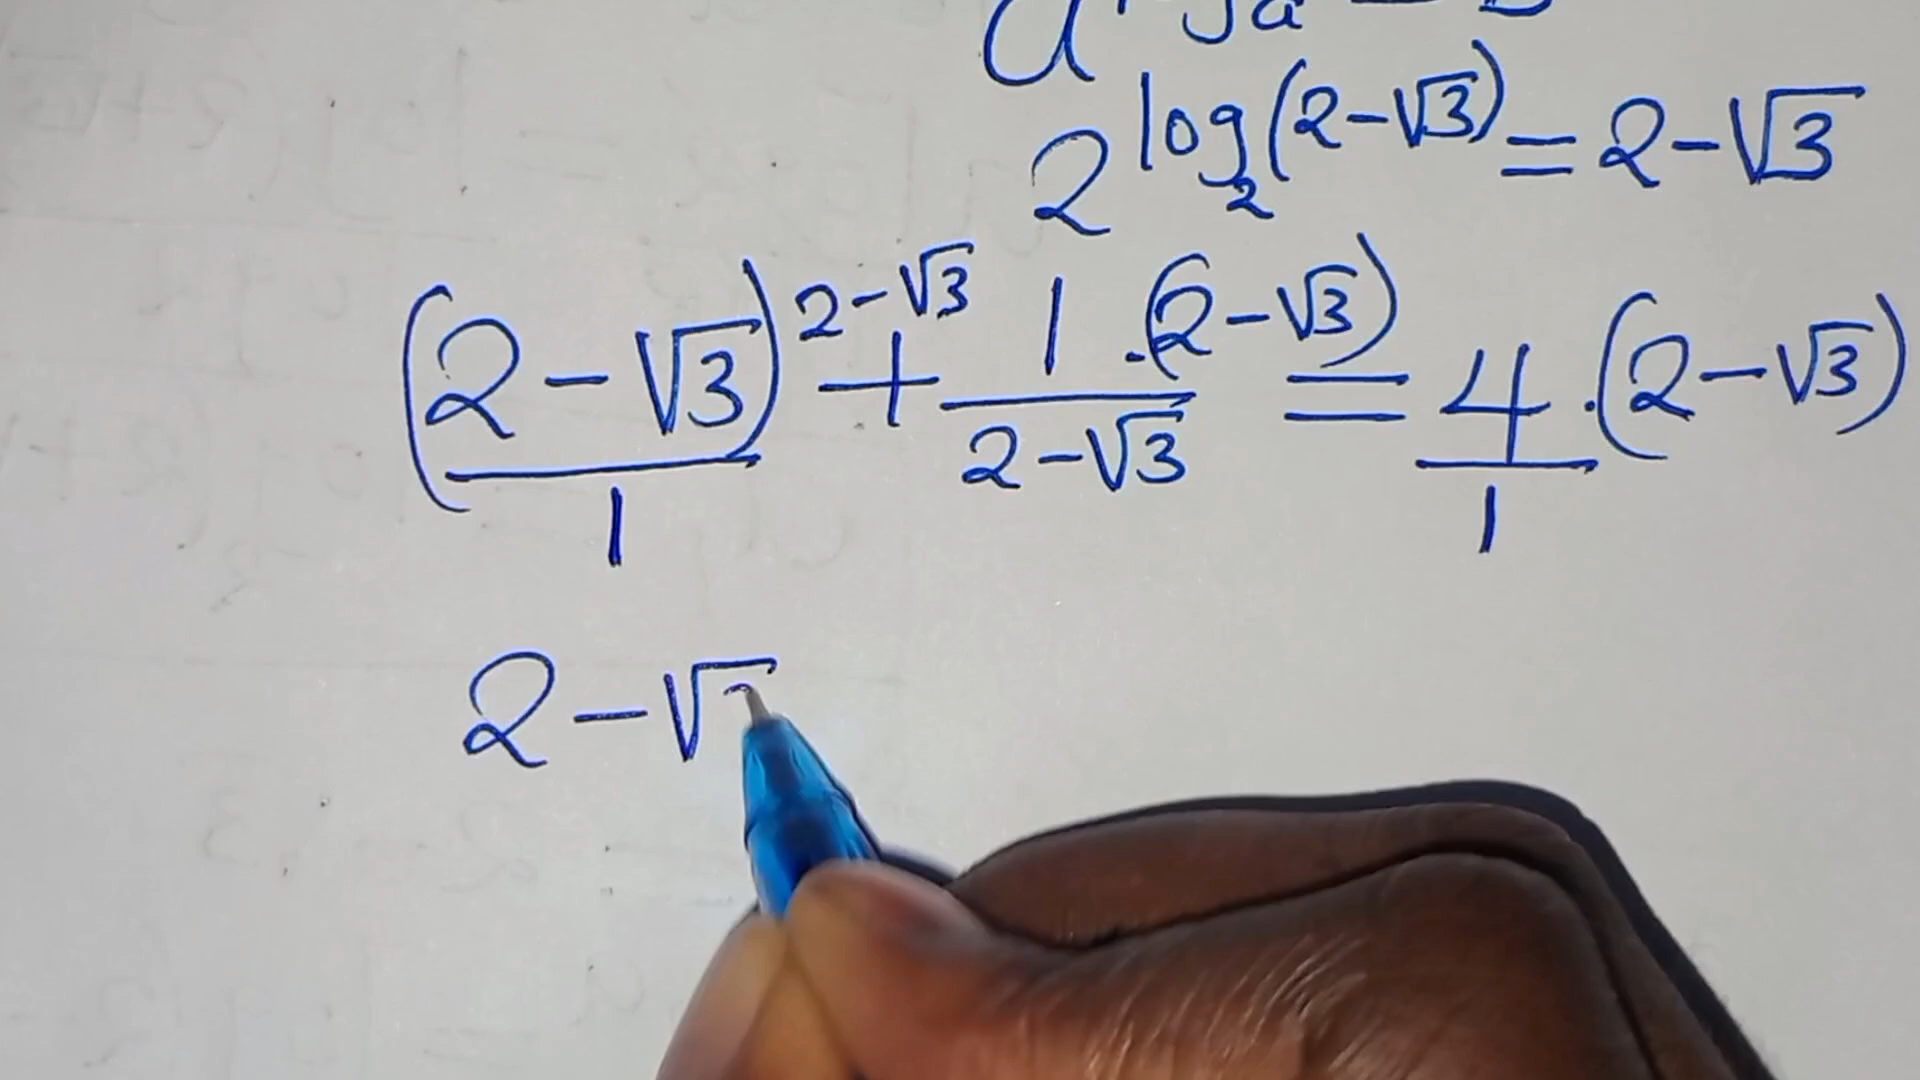 2^log₂(2-√3) = 2-√3
(2-√3)/1 2-√3 + 1·(2-√3)/2-√3 = 4/1·(2-√3)
2-√